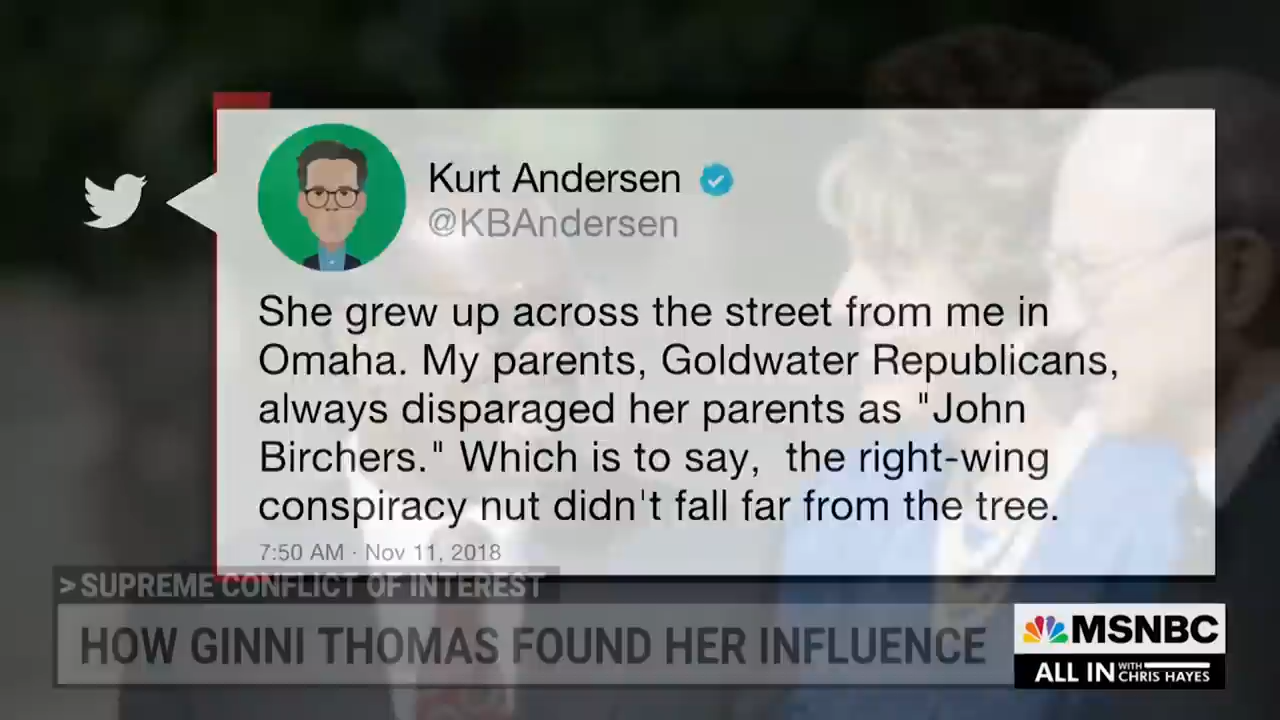 Kurt Andersen
@KBAndersen
She grew up across the street from me in
Omaha. My parents, Goldwater Republicans,
always disparaged her parents as "John
Birchers." Which is to say,  the right-wing
conspiracy nut didn't fall far from the tree.
7:50 AM · Nov 11, 2018
> SUPREME CONFLICT OF INTEREST
HOW GINNI THOMAS FOUND HER INFLUENCE
MSNBC
ALL IN WITH CHRIS HAYES